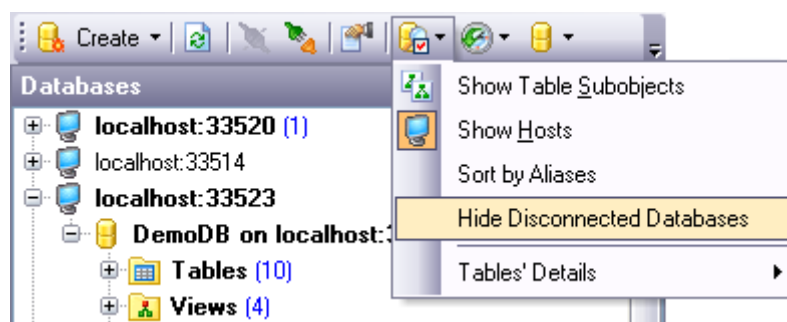 Create
Databases
localhost:33520 (1)
localhost:33514
localhost:33523
DemoDB on localhost:
Tables (10)
Views (4)
Show Table Subobjects
Show Hosts
Sort by Aliases
Hide Disconnected Databases
Tables' Details